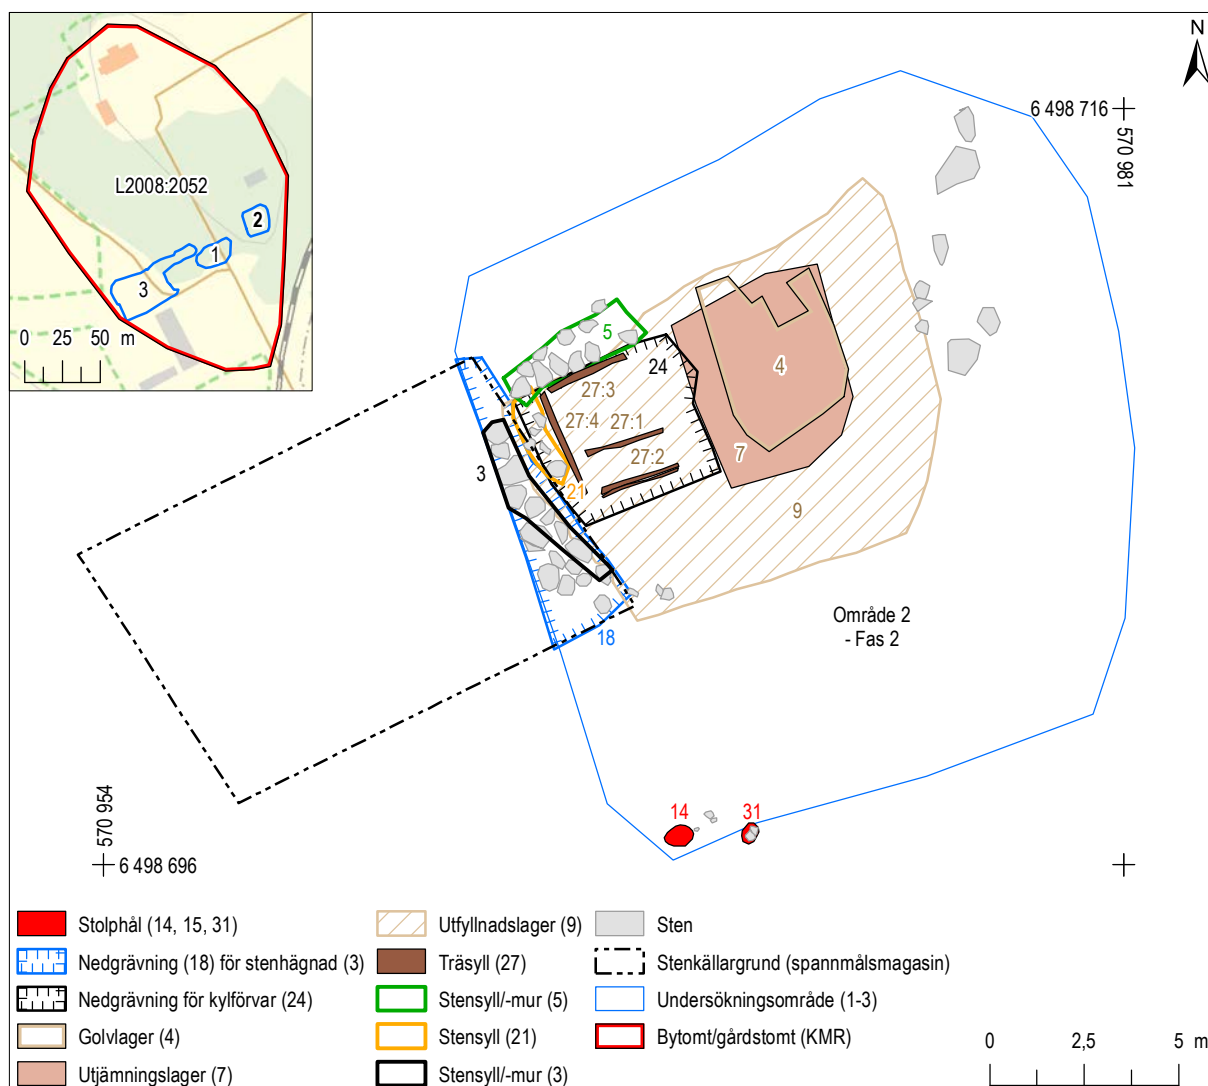 N
6 498 716
570 981
L2008:2052
2
1
3
0 25 50 m
5
24
27:3
4
27:4 27:1
27:2
3
7
21
9
Område 2
- Fas 2
18
14
31
570 954
6 498 696
Stolphål (14, 15, 31)
Nedgrävning (18) för stenhägnad (3)
Nedgrävning för kylförvar (24)
Golvlager (4)
Utjämningslager (7)
Utfyllnadslager (9)
Träsyll (27)
Stensyll/-mur (5)
Stensyll (21)
Stensyll/-mur (3)
Sten
Stenkällargrund (spannmålsmagasin)
Undersökningsområde (1-3)
Bytomt/gårdstomt (KMR)
0 2,5 5 m